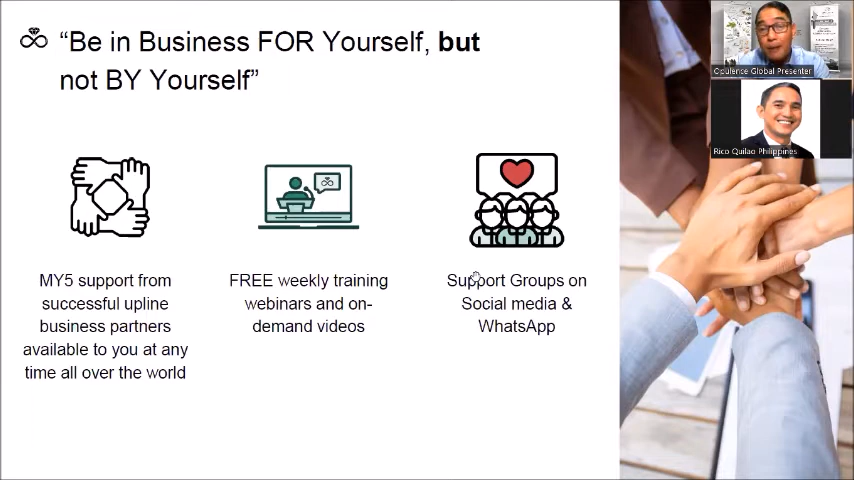 “Be in Business FOR Yourself, but
not BY Yourself”
MY5 support from
successful upline
business partners
available to you at any
time all over the world
FREE weekly training
webinars and on-
demand videos
Support Groups on
Social media &
WhatsApp
Opulence Global Presenter
Rico Quilao Philippines